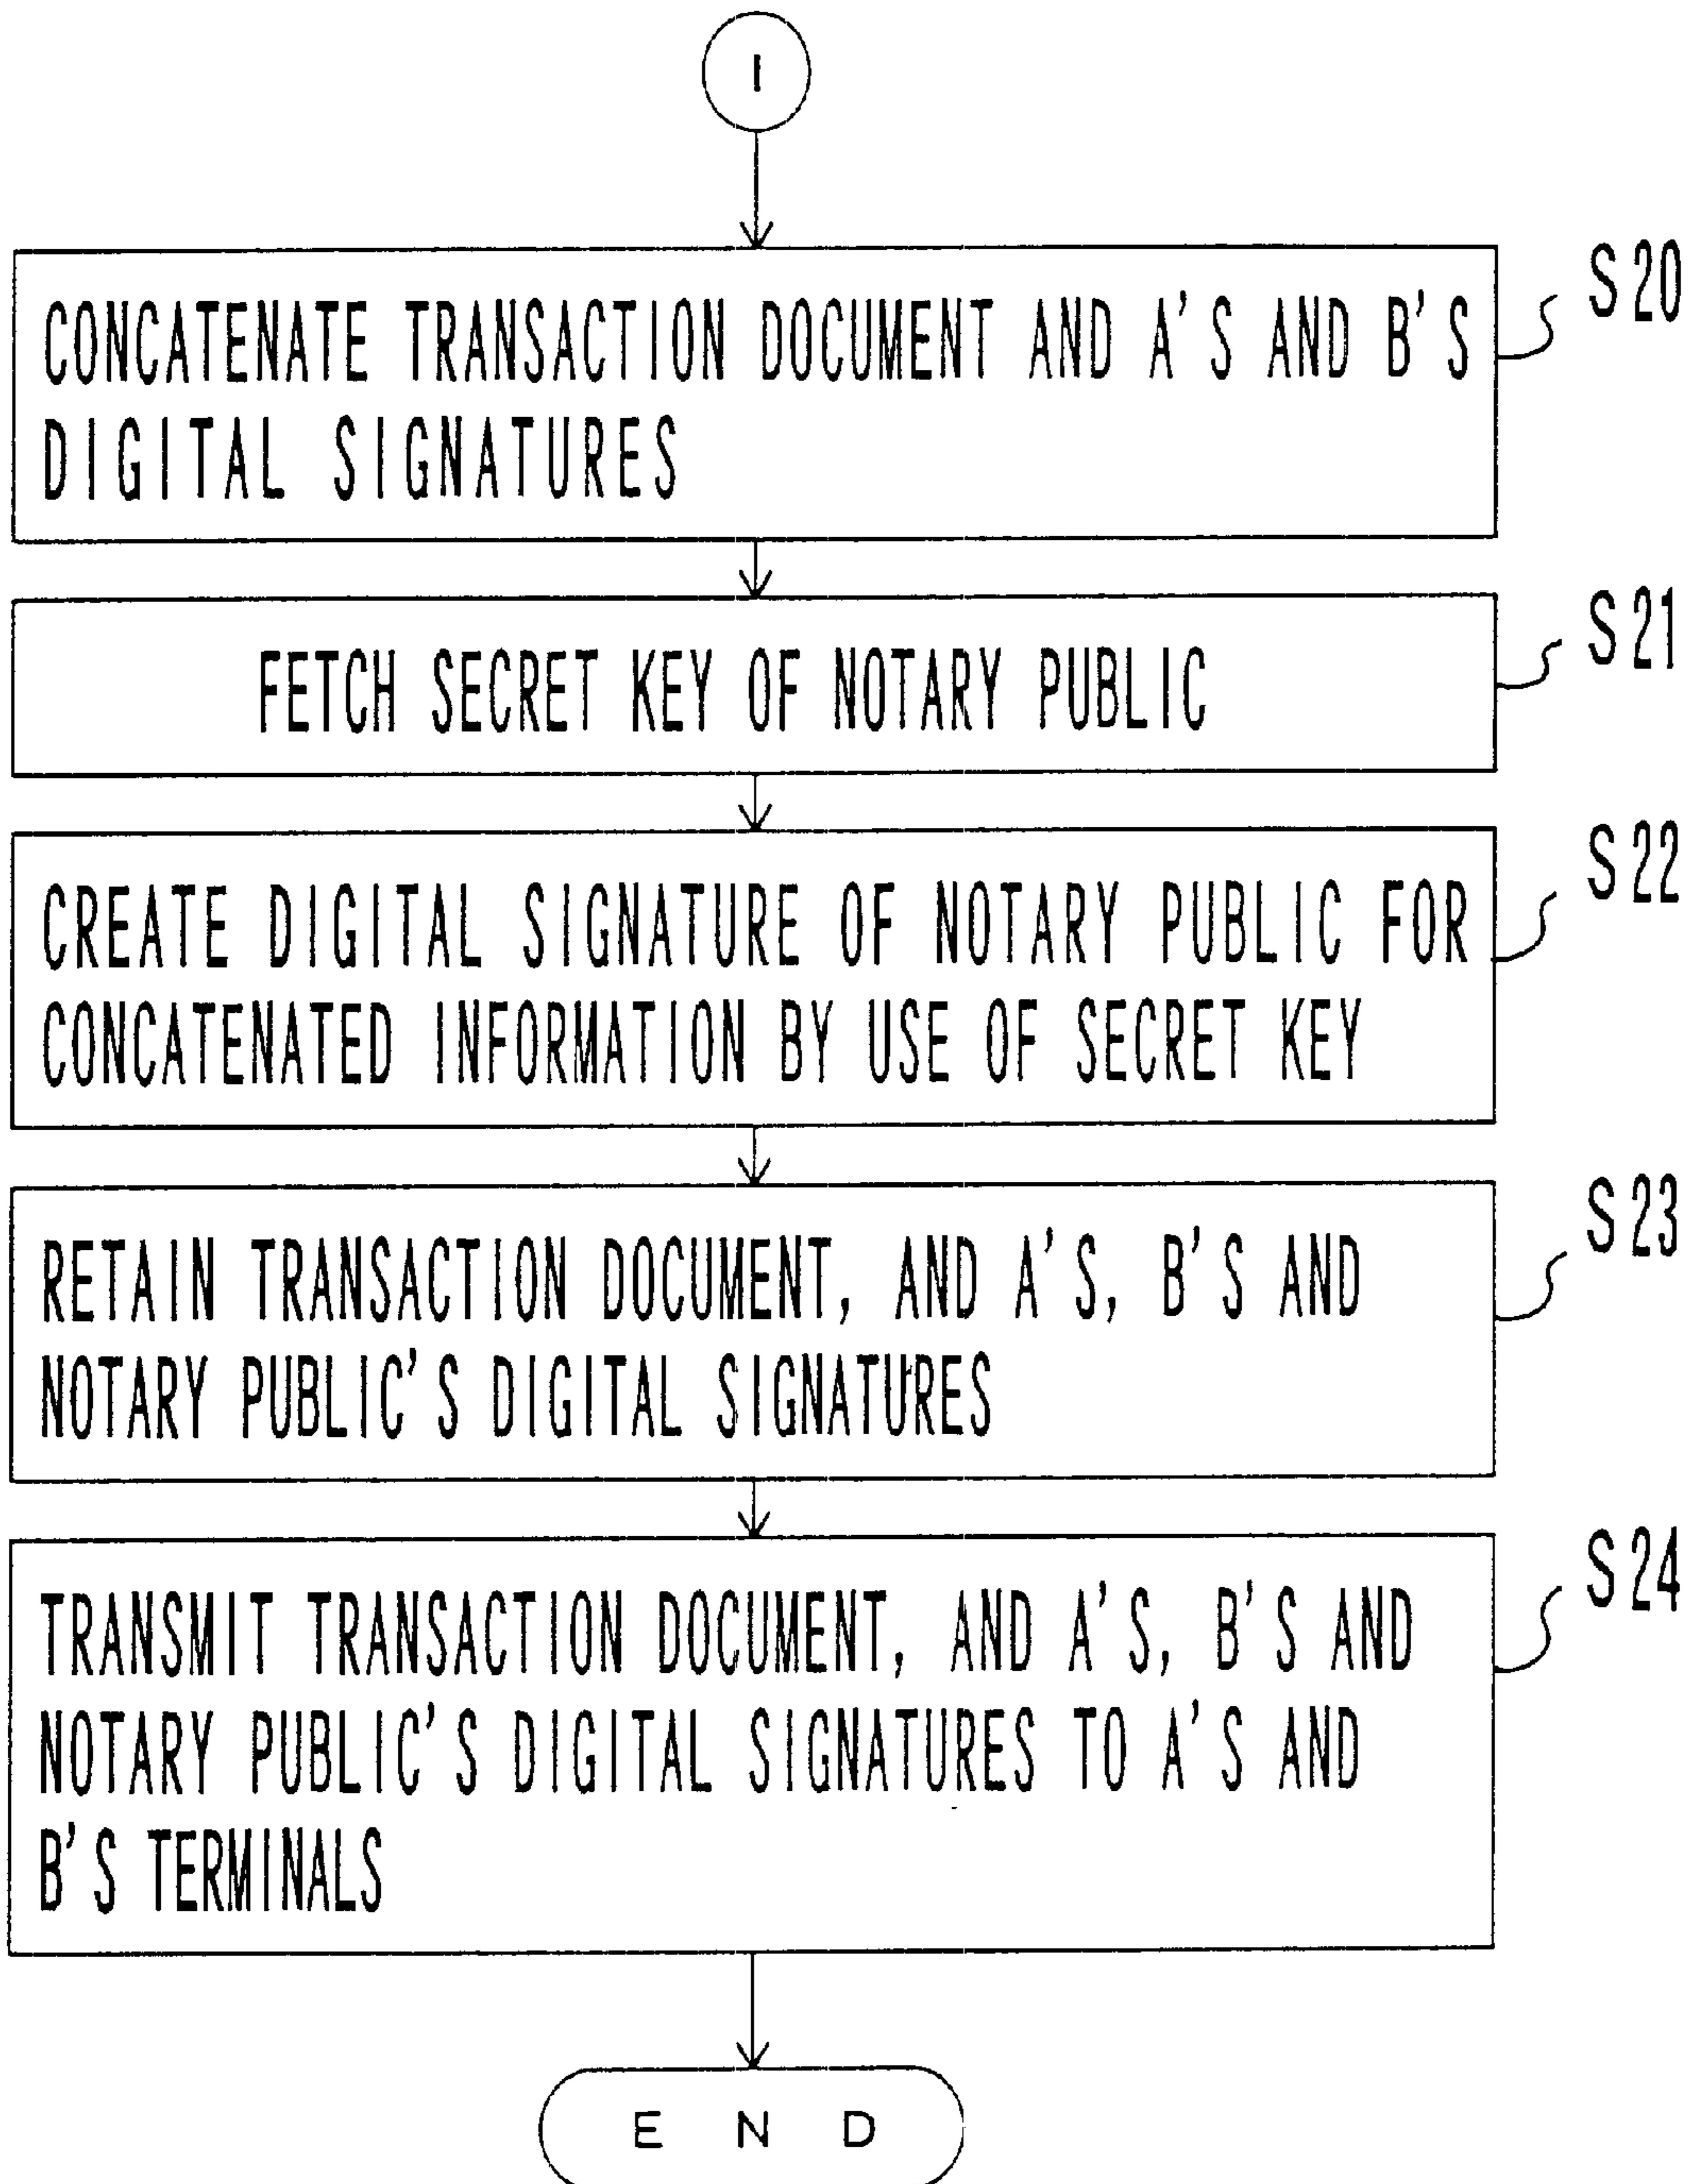 1
CONCATENATE TRANSACTION DOCUMENT AND A'S AND B'S
DIGITAL SIGNATURES
S20
FETCH SECRET KEY OF NOTARY PUBLIC
S21
CREATE DIGITAL SIGNATURE OF NOTARY PUBLIC FOR
CONCATENATED INFORMATION BY USE OF SECRET KEY
S22
RETAIN TRANSACTION DOCUMENT, AND A'S, B'S AND
NOTARY PUBLIC'S DIGITAL SIGNATURES
S23
TRANSMIT TRANSACTION DOCUMENT, AND A'S, B'S AND
NOTARY PUBLIC'S DIGITAL SIGNATURES TO A'S AND
B'S TERMINALS
S24
END